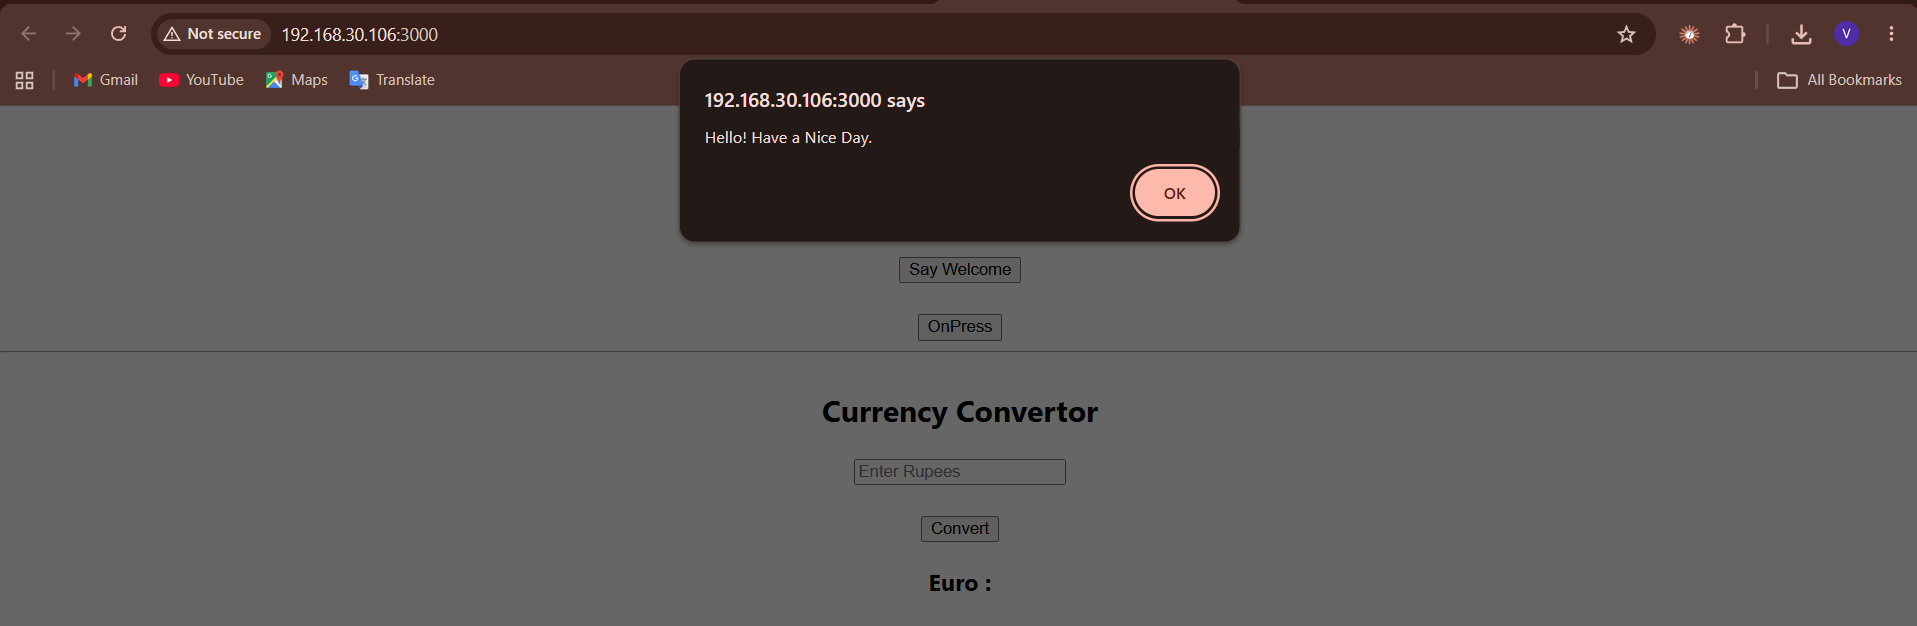 Not secure 192.168.30.106:3000
V
Gmail YouTube Maps Translate All Bookmarks
192.168.30.106:3000 says
Hello! Have a Nice Day.
OK
Say Welcome
OnPress
Currency Convertor
Enter Rupees
Convert
Euro :